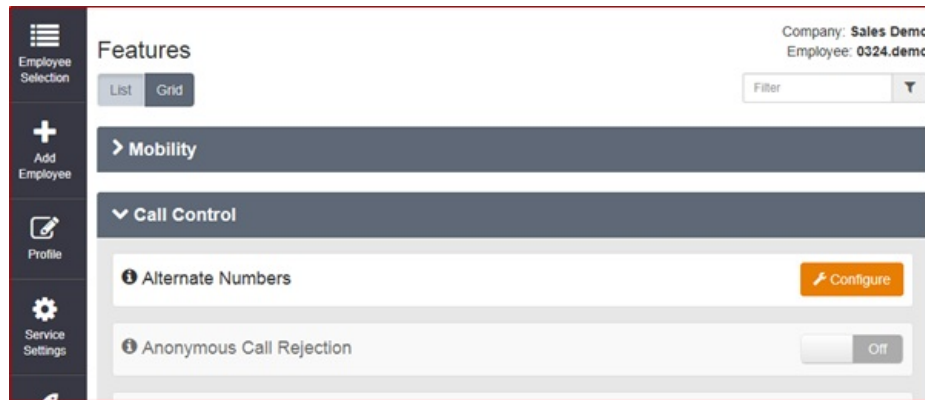 Employee
Selection
Add
Employee
Profile
Service
Settings
Features
Company: Sales Demo
Employee: 0324.demo
List
Grid
Filter
Mobility
Call Control
Alternate Numbers
Configure
Anonymous Call Rejection
Off